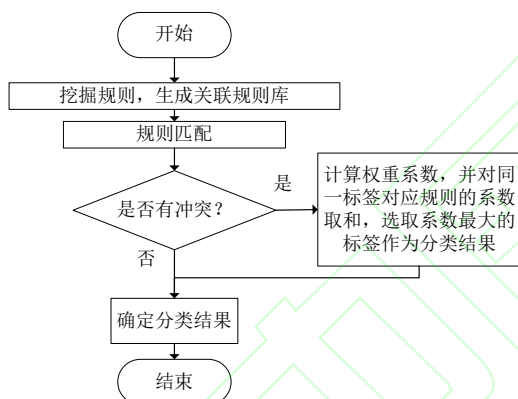 开始
挖掘规则，生成关联规则库
规则匹配
是否有冲突？
是
计算权重系数，并对同
一标签对应规则的系数
取和，选取系数最大的
标签作为分类结果
否
确定分类结果
结束